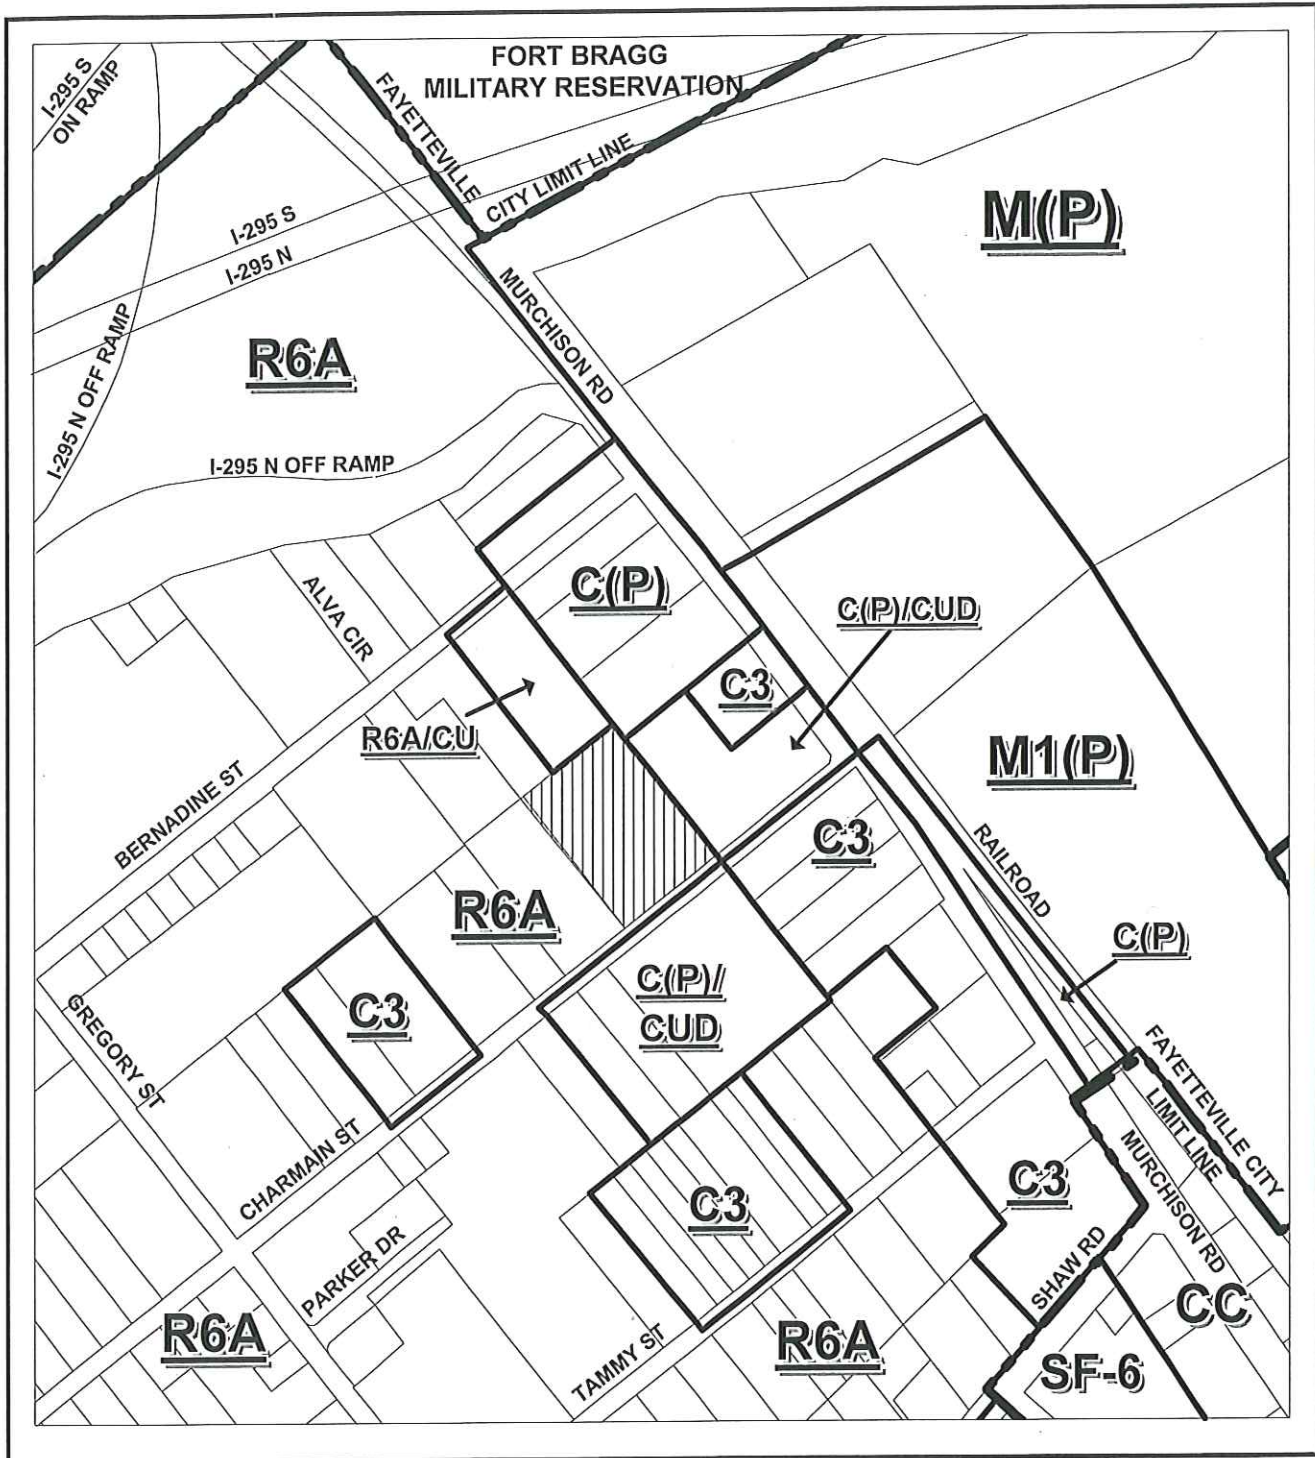 FORT BRAGG
MILITARY RESERVATION
I-295 S
ON RAMP
FAYETTEVILLE
CITY LIMIT LINE
M(P)
I-295 S
I-295 N
MURCHISON RD
R6A
I-295 N OFF RAMP
I-295 N OFF RAMP
C(P)
ALVA CIR
C(P)/CUD
C3
R6A/CU
M1(P)
BERNADINE ST
C3
RAILROAD
R6A
C(P)
C(P)/
CUD
C3
GREGORY ST
FAYETTEVILLE CITY
LIMIT LINE
CHARMAIN ST
MURCHISON RD
C3
C3
PARKER DR
SHAW RD
R6A
TAMMY ST
R6A
CC
SF-6